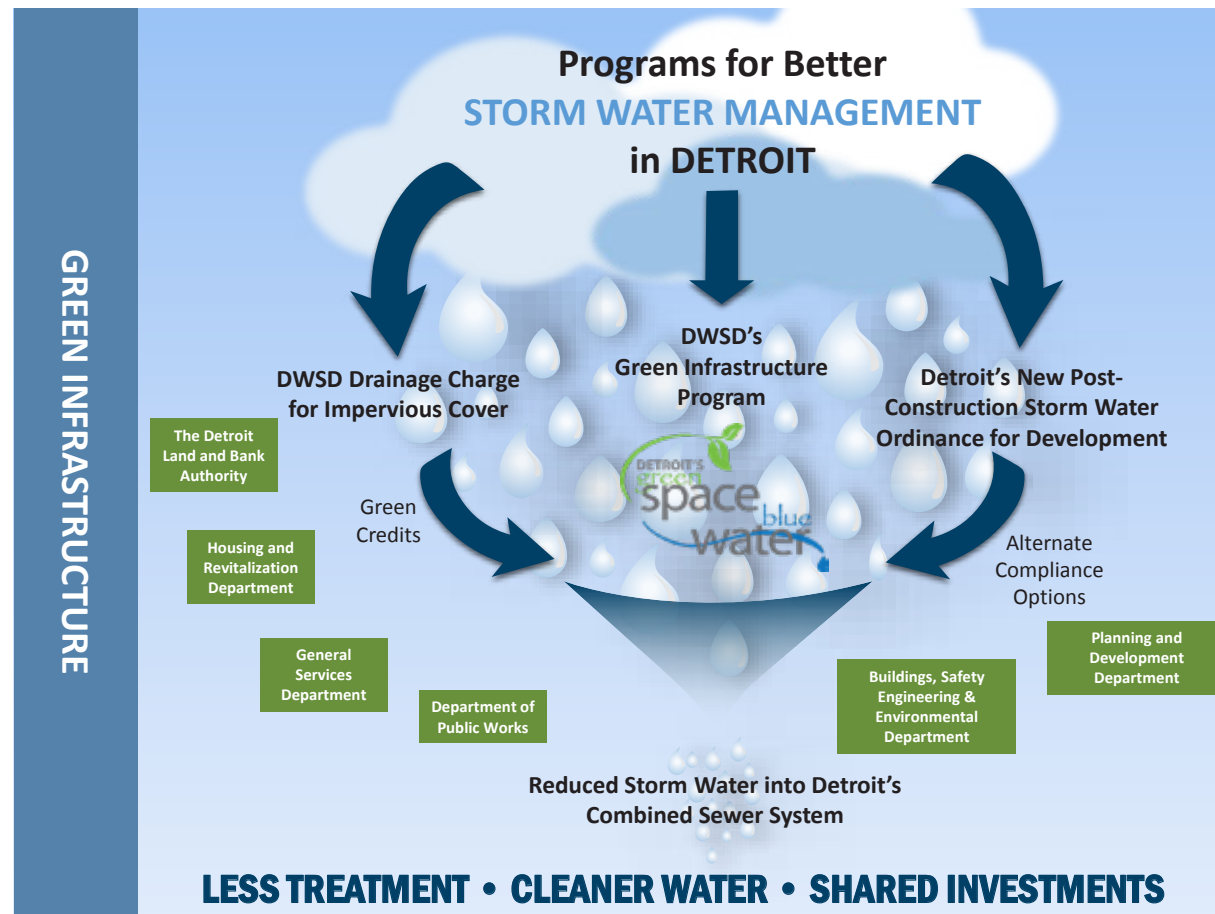 GREEN INFRASTRUCTURE
Programs for Better
STORM WATER MANAGEMENT
in DETROIT
DWSD Drainage Charge
for Impervious Cover
DWSD’s
Green Infrastructure
Program
Detroit’s New Post-
Construction Storm Water
Ordinance for Development
The Detroit
Land and Bank
Authority
Green
Credits
DETROIT'S
green
space
blue
water
Alternate
Compliance
Options
Housing and
Revitalization
Department
General
Services
Department
Department of
Public Works
Buildings, Safety
Engineering &
Environmental
Department
Planning and
Development
Department
Reduced Storm Water into Detroit’s
Combined Sewer System
LESS TREATMENT • CLEANER WATER • SHARED INVESTMENTS